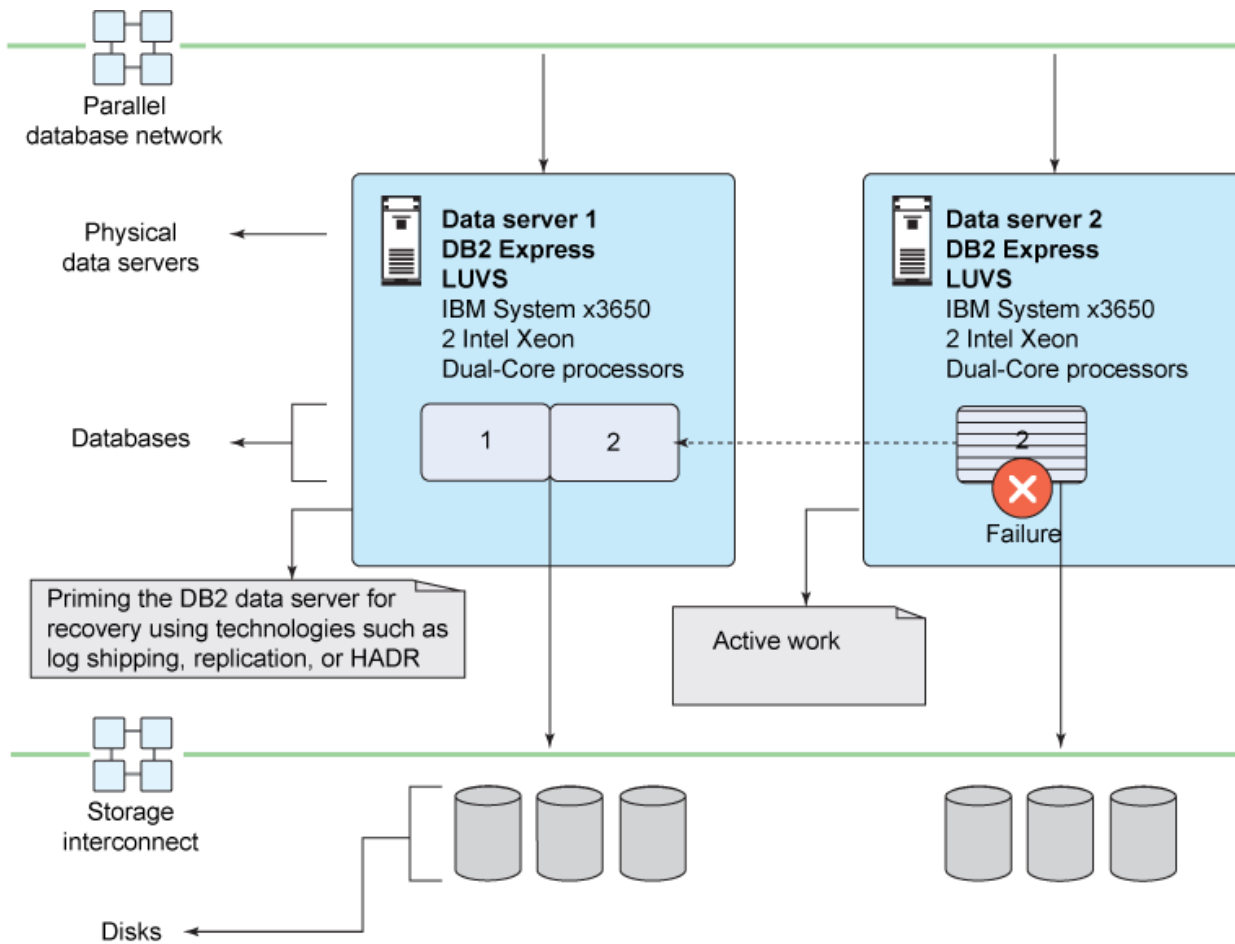 Parallel
database network
Physical
data servers
Data server 1
DB2 Express
LUVS
IBM System x3650
2 Intel Xeon
Dual-Core processors
Data server 2
DB2 Express
LUVS
IBM System x3650
2 Intel Xeon
Dual-Core processors
Databases
1
2
2
Failure
Priming the DB2 data server for
recovery using technologies such as
log shipping, replication, or HADR
Active work
Storage
interconnect
Disks